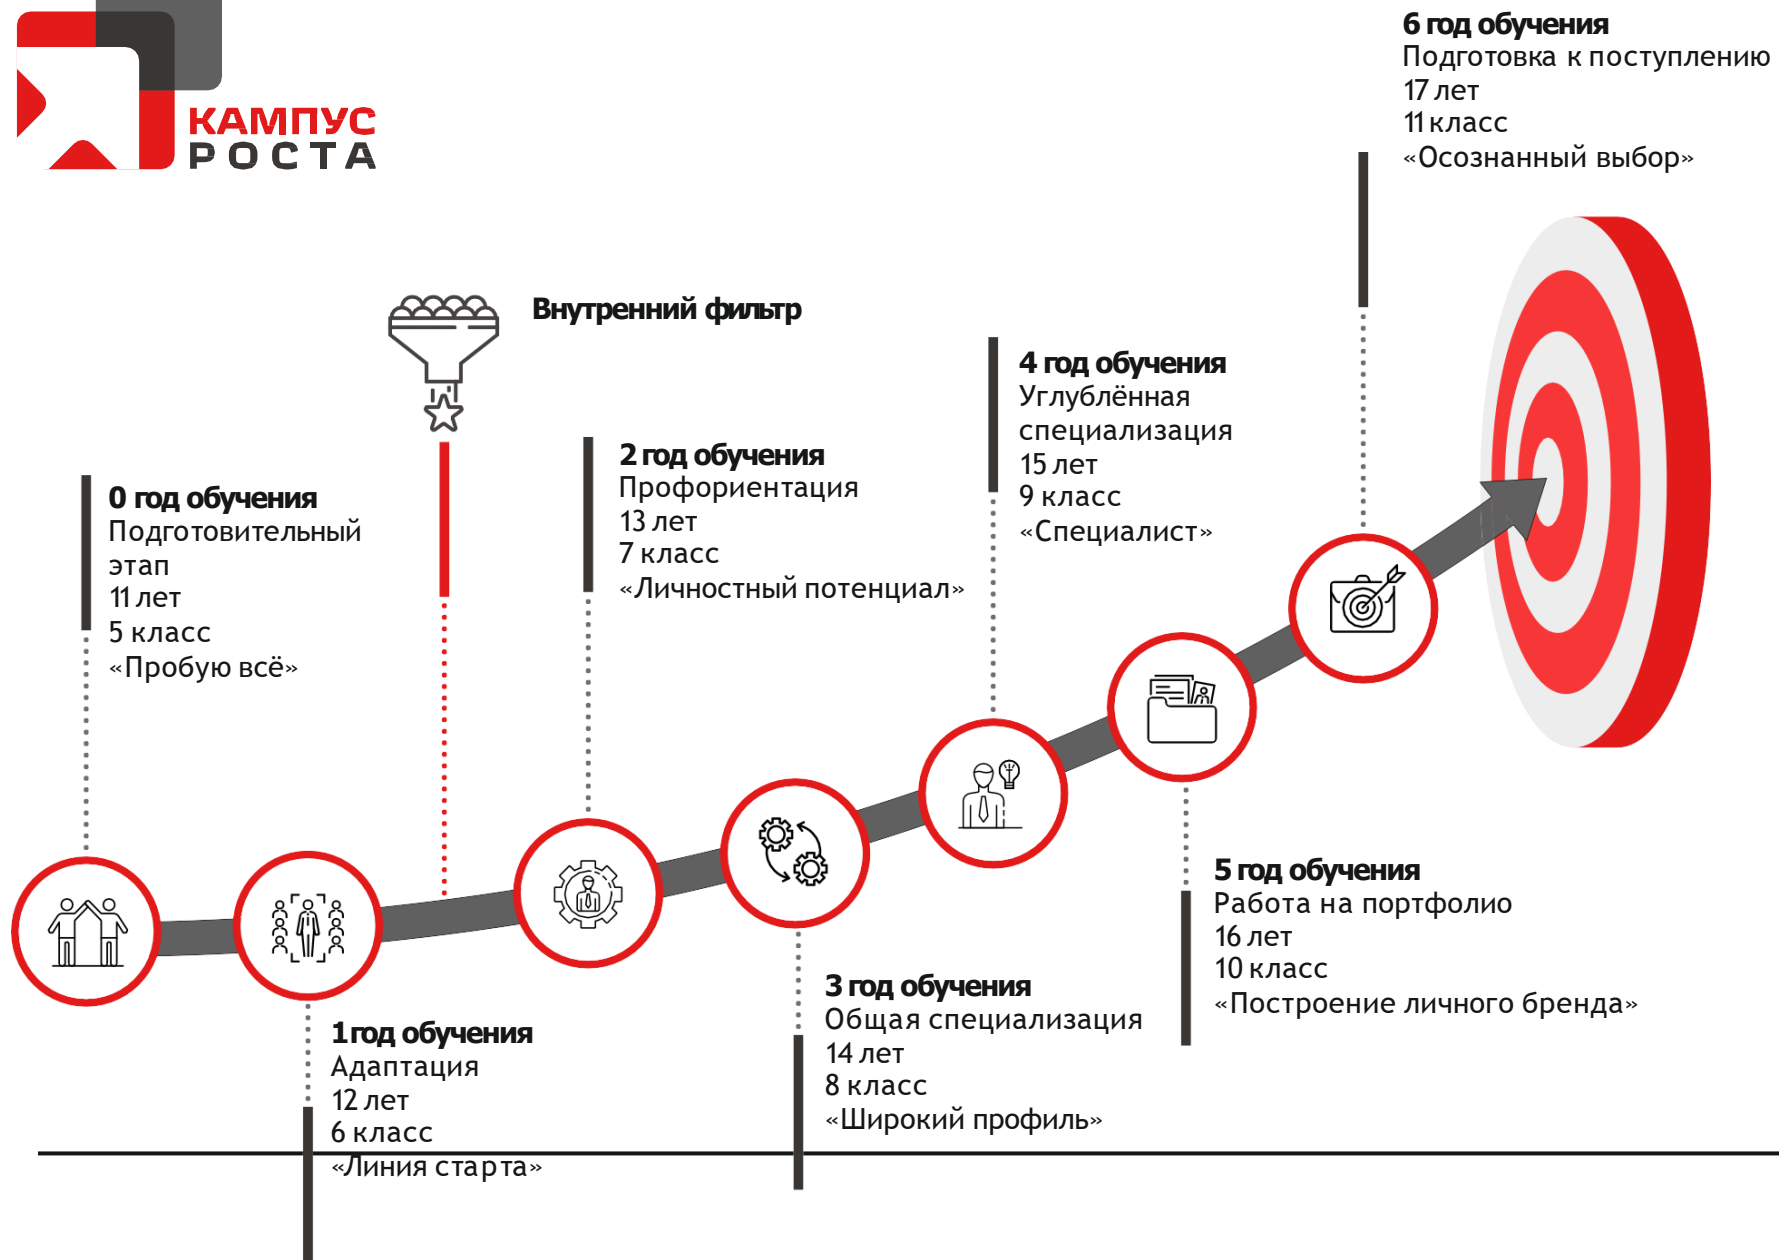 КАМПУС
РОСТА
6 год обучения
Подготовка к поступлению
17 лет
11 класс
«Осознанный выбор»
Внутренний фильтр
4 год обучения
Углублённая
специализация
15 лет
9 класс
«Специалист»
2 год обучения
Профориентация
13 лет
7 класс
«Личностный потенциал»
0 год обучения
Подготовительный
этап
11 лет
5 класс
«Пробую всё»
5 год обучения
Работа на портфолио
16 лет
10 класс
«Построение личного бренда»
3 год обучения
Общая специализация
14 лет
8 класс
«Широкий профиль»
1 год обучения
Адаптация
12 лет
6 класс
«Линия старта»